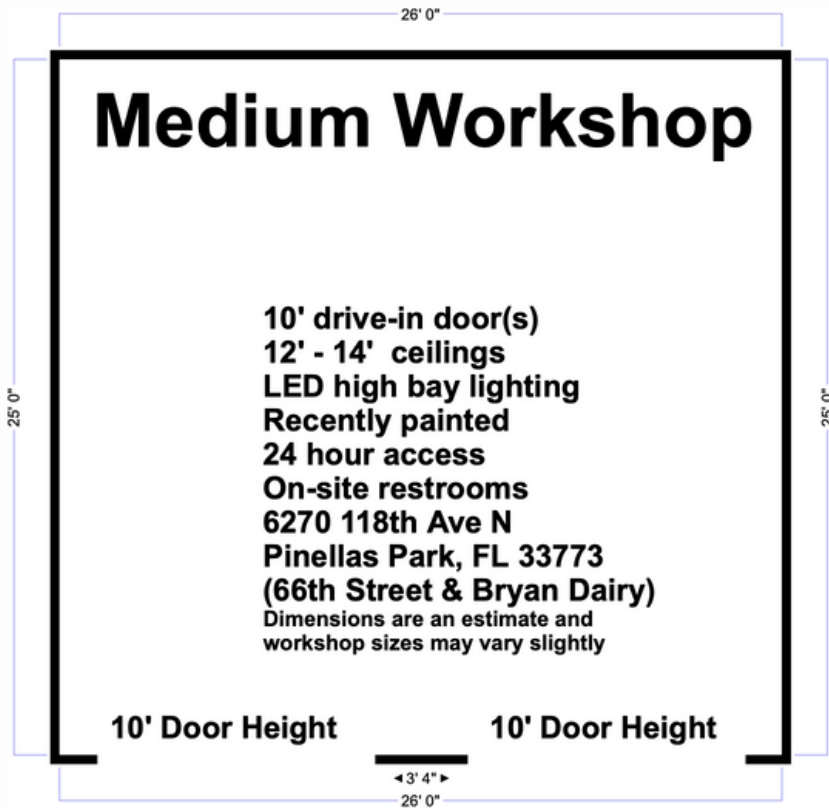 26' 0"
Medium Workshop
10' drive-in door(s)
12' - 14' ceilings
LED high bay lighting
Recently painted
24 hour access
On-site restrooms
6270 118th Ave N
Pinellas Park, FL 33773
(66th Street & Bryan Dairy)
Dimensions are an estimate and
workshop sizes may vary slightly
25' 0"
25' 0"
10' Door Height
10' Door Height
3' 4"
26' 0"